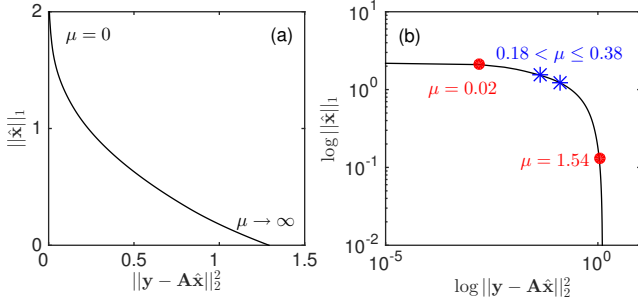 (a)
μ = 0
μ → ∞
2
1
0
||x̂||₁
0 0.5 1 1.5
||y − Ax̂||₂²
(b)
0.18 < μ ≤ 0.38
μ = 0.02
μ = 1.54
10¹
10⁰
10⁻¹
10⁻²
log ||x̂||₁
10⁻⁵ 10⁰
log ||y − Ax̂||₂²